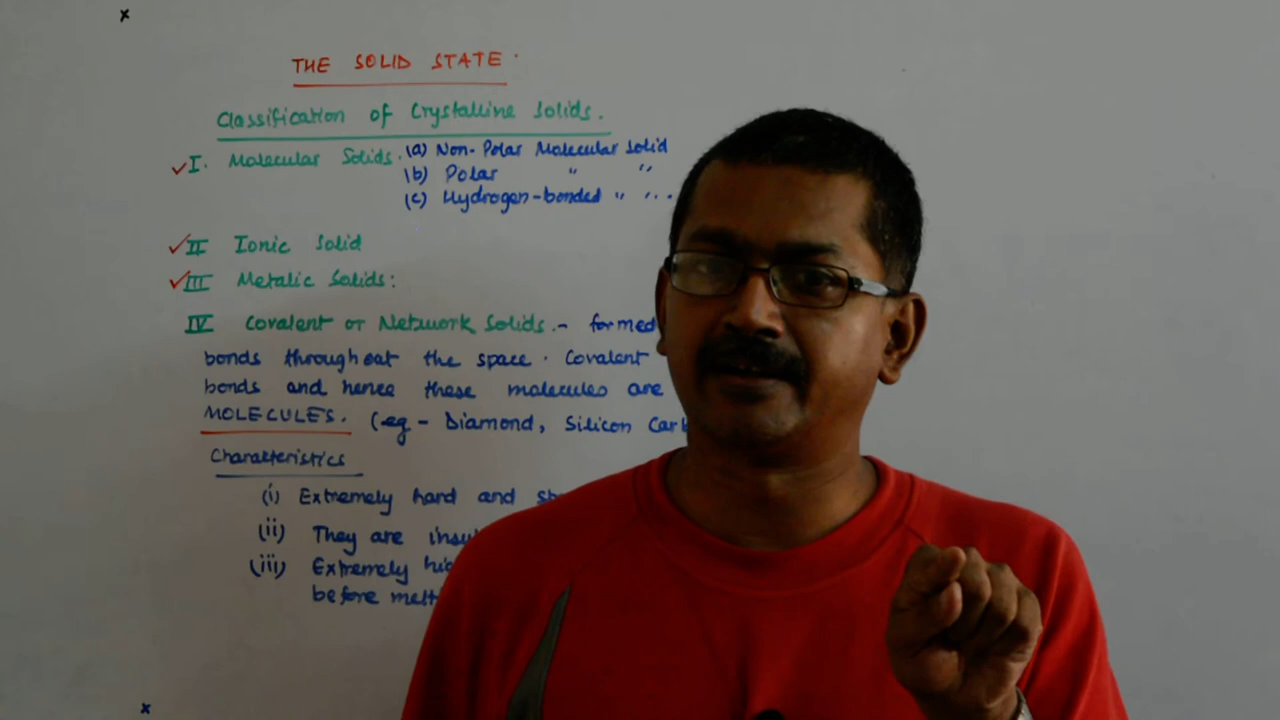 THE SOLID STATE.
Classification of Crystalline Solids.
I. Molecular Solids. (a) Non-Polar Molecular Solid
(b) Polar " "
(c) Hydrogen-bonded " "...
II Ionic Solid
III Metalic Solids:
IV Covalent or Network Solids.- formed
bonds throughout the space. Covalent
bonds and hence these molecules are
MOLECULES. (eg - Diamond, Silicon Carb
Characteristics
(i) Extremely hard and
(ii) They are insu
(iii) Extremely
before melt